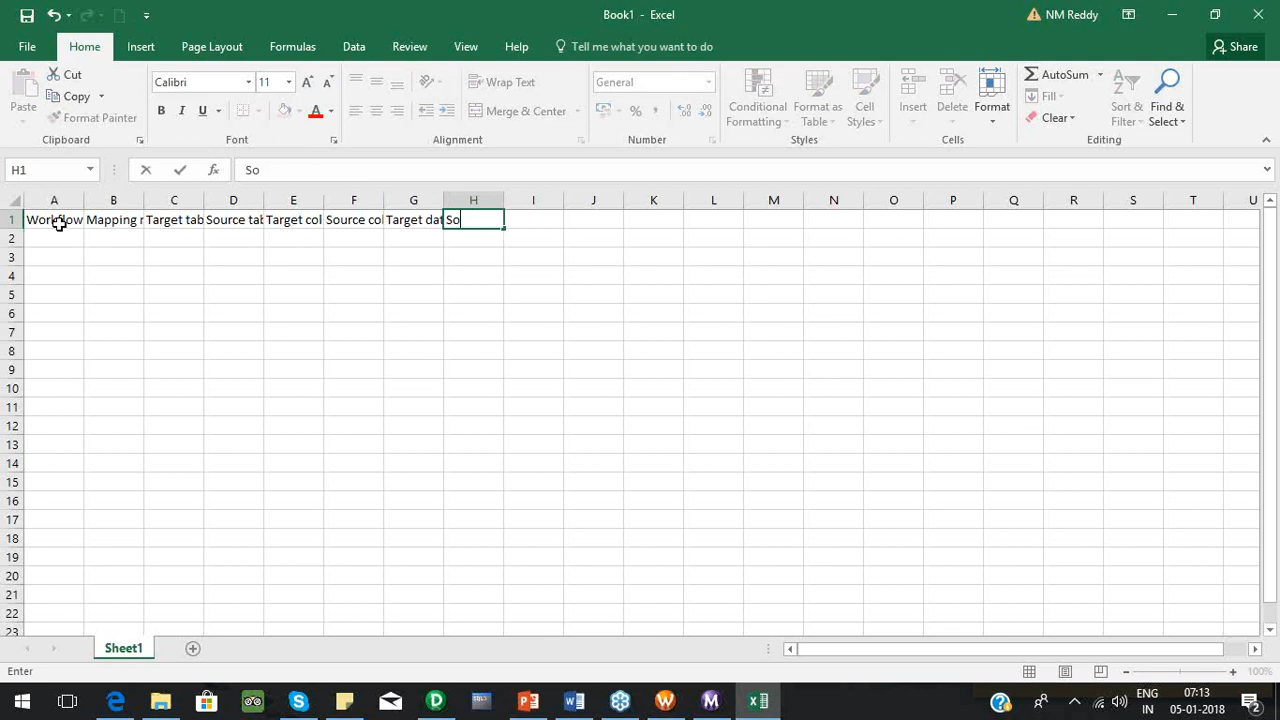 Book1 - Excel
NM Reddy
File Home Insert Page Layout Formulas Data Review View Help Tell me what you want to do
Share
Paste
Cut
Copy
Format Painter
Clipboard
Calibri 11
B I U
Font
Wrap Text
Merge & Center
Alignment
General
Number
Conditional Formatting
Format as Table
Cell Styles
Styles
Insert
Delete
Format
Cells
AutoSum
Fill
Clear
Sort & Filter
Find & Select
Editing
H1
fx
So
A B C D E F G H I J K L M N O P Q R S T U
1 Workflow Mapping Target tab Source tab Target col Source col Target dat So
2
3
4
5
6
7
8
9
10
11
12
13
14
15
16
17
18
19
20
21
22
23
Sheet1
Enter
100%
ENG
IN
07:13
05-01-2018
2